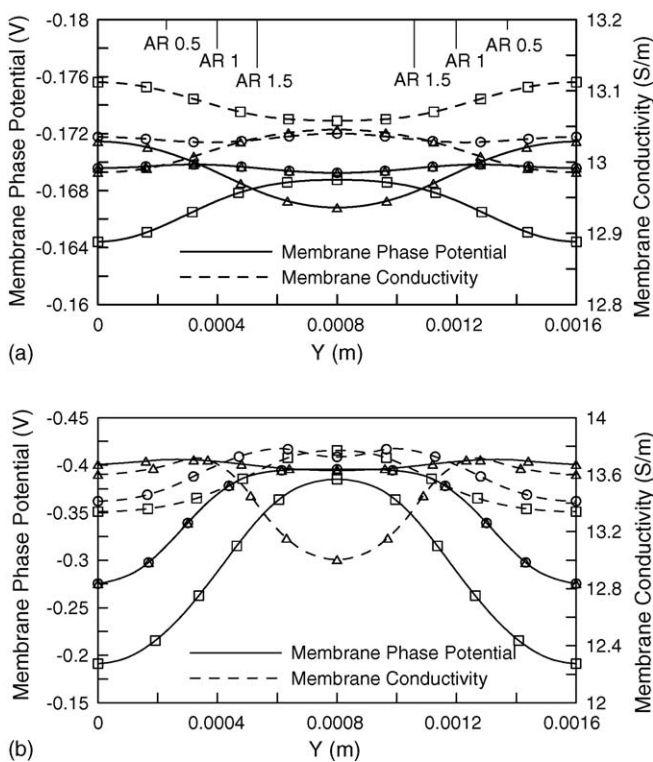 -0.18
-0.176
-0.172
-0.168
-0.164
-0.16
Membrane Phase Potential (V)
AR 0.5
AR 1
AR 1.5
AR 1.5
AR 1
AR 0.5
13.2
13.1
13
12.9
12.8
Membrane Conductivity (S/m)
Membrane Phase Potential
Membrane Conductivity
0
0.0004
0.0008
0.0012
0.0016
Y (m)
(a)
-0.45
-0.4
-0.35
-0.3
-0.25
-0.2
-0.15
Membrane Phase Potential (V)
14
13.6
13.2
12.8
12.4
12
Membrane Conductivity (S/m)
Membrane Phase Potential
Membrane Conductivity
0
0.0004
0.0008
0.0012
0.0016
Y (m)
(b)